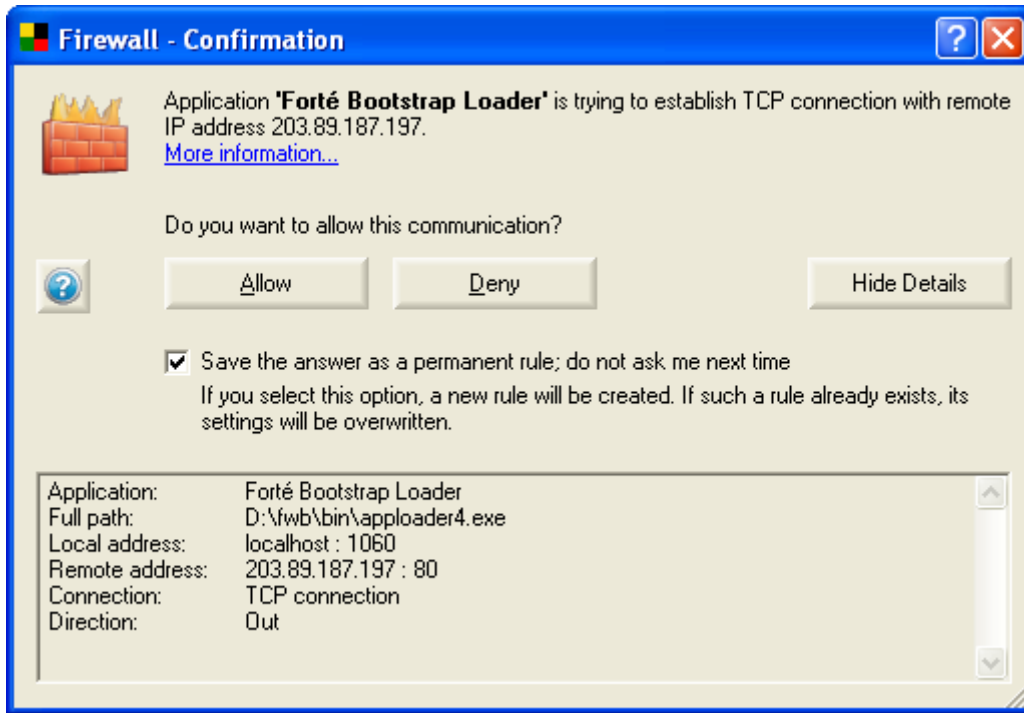 Firewall - Confirmation
Application 'Forté Bootstrap Loader' is trying to establish TCP connection with remote
IP address 203.89.187.197.
More information...
Do you want to allow this communication?
Allow Deny Hide Details
Save the answer as a permanent rule; do not ask me next time
If you select this option, a new rule will be created. If such a rule already exists, its
settings will be overwritten.
Application: Forté Bootstrap Loader
Full path: D:\fwb\bin\apploader4.exe
Local address: localhost : 1060
Remote address: 203.89.187.197 : 80
Connection: TCP connection
Direction: Out